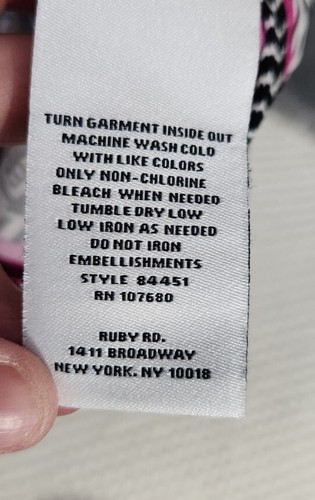 TURN GARMENT INSIDE OUT
MACHINE WASH COLD
WITH LIKE COLORS
ONLY NON-CHLORINE
BLEACH WHEN NEEDED
TUMBLE DRY LOW
LOW IRON AS NEEDED
DO NOT IRON
EMBELLISHMENTS
STYLE 84451
RN 107680
RUBY RD.
1411 BROADWAY
NEW YORK. NY 10018